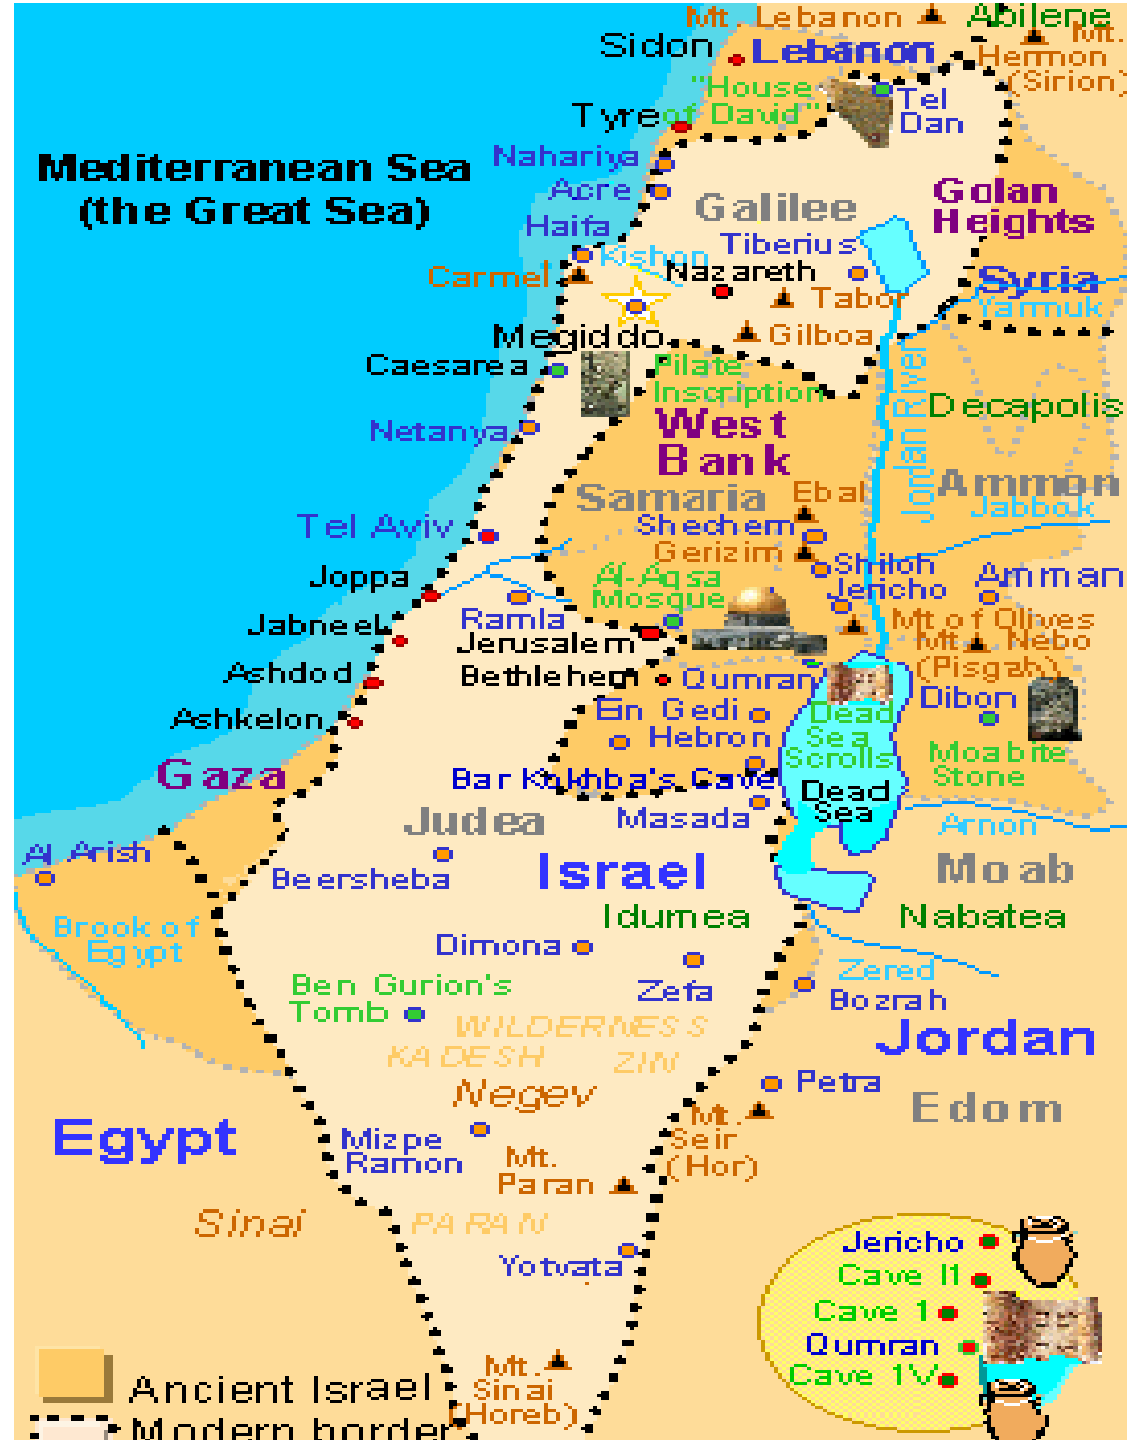 Mt. Lebanon
Abilene
Mt.
Hermon
(Sirion)
Sidon
Lebanon
"House
of David"
Tel
Dan
Tyre
Nahariya
Mediterranean Sea
(the Great Sea)
Acre
Galilee
Golan
Heights
Haifa
Tiberius
Kishon
Nazareth
Carmel
Syria
Tabor
Yarmuk
Megiddo
Gilboa
Caesarea
Pilate
Inscription
Jordan River
Decapolis
Netanya
West
Bank
Samaria
Ebal
Ammon
Jabbok
Tel Aviv
Shechem
Gerizim
Joppa
Al-Aqsa
Mosque
Shiloh
Jericho
Amman
Ramla
Jabneel
Jerusalem
Mt of Olives
Mt. Nebo
(Pisgah)
Ashdod
Bethlehem
Qumran
Dibon
Ashkelon
Ein Gedi
Dead
Sea
Scrolls
Hebron
Moabite
Stone
Gaza
Bar Kokhba's Cave
Dead
Sea
Judea
Masada
Arnon
Al Arish
Beersheba
Israel
Moab
Idumea
Nabatea
Brook of
Egypt
Dimona
Zefa
Zered
Bozrah
Ben Gurion's
Tomb
WILDERNESS
KADESH
ZIN
Jordan
Negev
Petra
Edom
Mt.
Seir
(Hor)
Egypt
Mizpe
Ramon
Mt.
Paran
Sinai
PARAN
Yotvata
Jericho
Cave 11
Cave 1
Qumran
Cave 1V
Mt.
Sinai
(Horeb)
Ancient Israel
Modern border